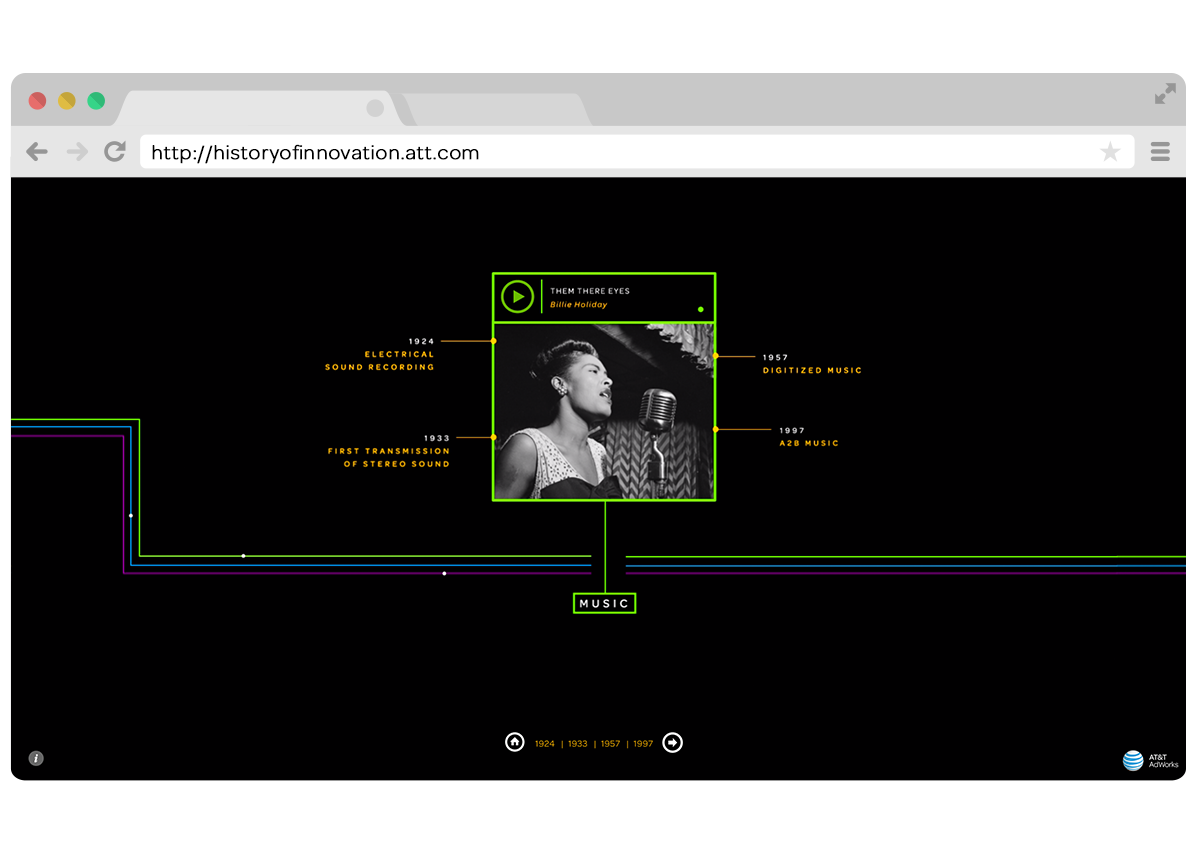 http://historyofinnovation.att.com
THEM THERE EYES
Billie Holiday
1924
ELECTRICAL
SOUND RECORDING
1933
FIRST TRANSMISSION
OF STEREO SOUND
1957
DIGITIZED MUSIC
1997
A2B MUSIC
MUSIC
1924 | 1933 | 1957 | 1997
i
AT&T
AdWorks